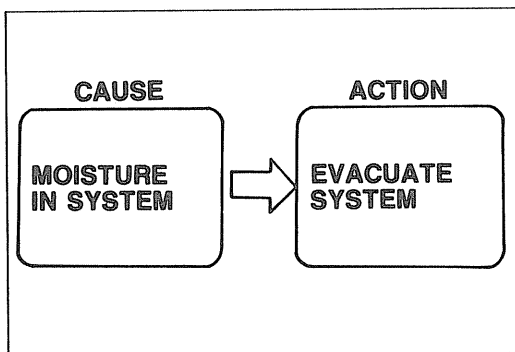 CAUSE
MOISTURE
IN SYSTEM
ACTION
EVACUATE
SYSTEM